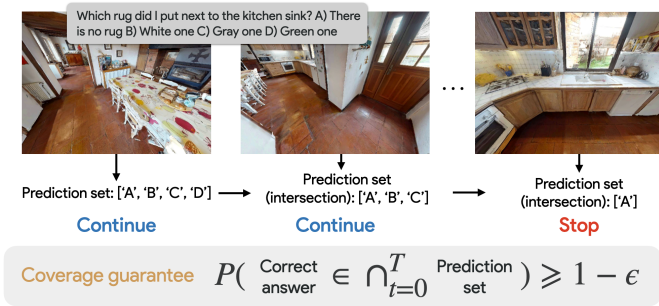 Which rug did I put next to the kitchen sink? A) There
is no rug B) White one C) Gray one D) Green one
...
Prediction set: ['A', 'B', 'C', 'D']
Prediction set
(intersection): ['A', 'B', 'C']
Prediction set
(intersection): ['A']
Continue
Continue
Stop
Coverage guarantee P( Correct answer ∈ ∩_{t=0}^{T} Prediction set ) ⩾ 1 − ϵ